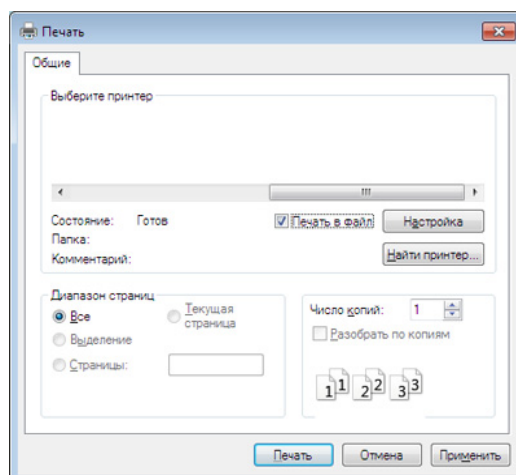 Печать
Общие
Выберите принтер
Состояние: Готов
Печать в файл
Настройка
Папка:
Комментарий:
Найти принтер...
Диапазон страниц
Все
Текущая
страница
Выделение
Страницы:
Число копий: 1
Разобрать по копиям
1 1 2 2 3 3
Печать
Отмена
Применить